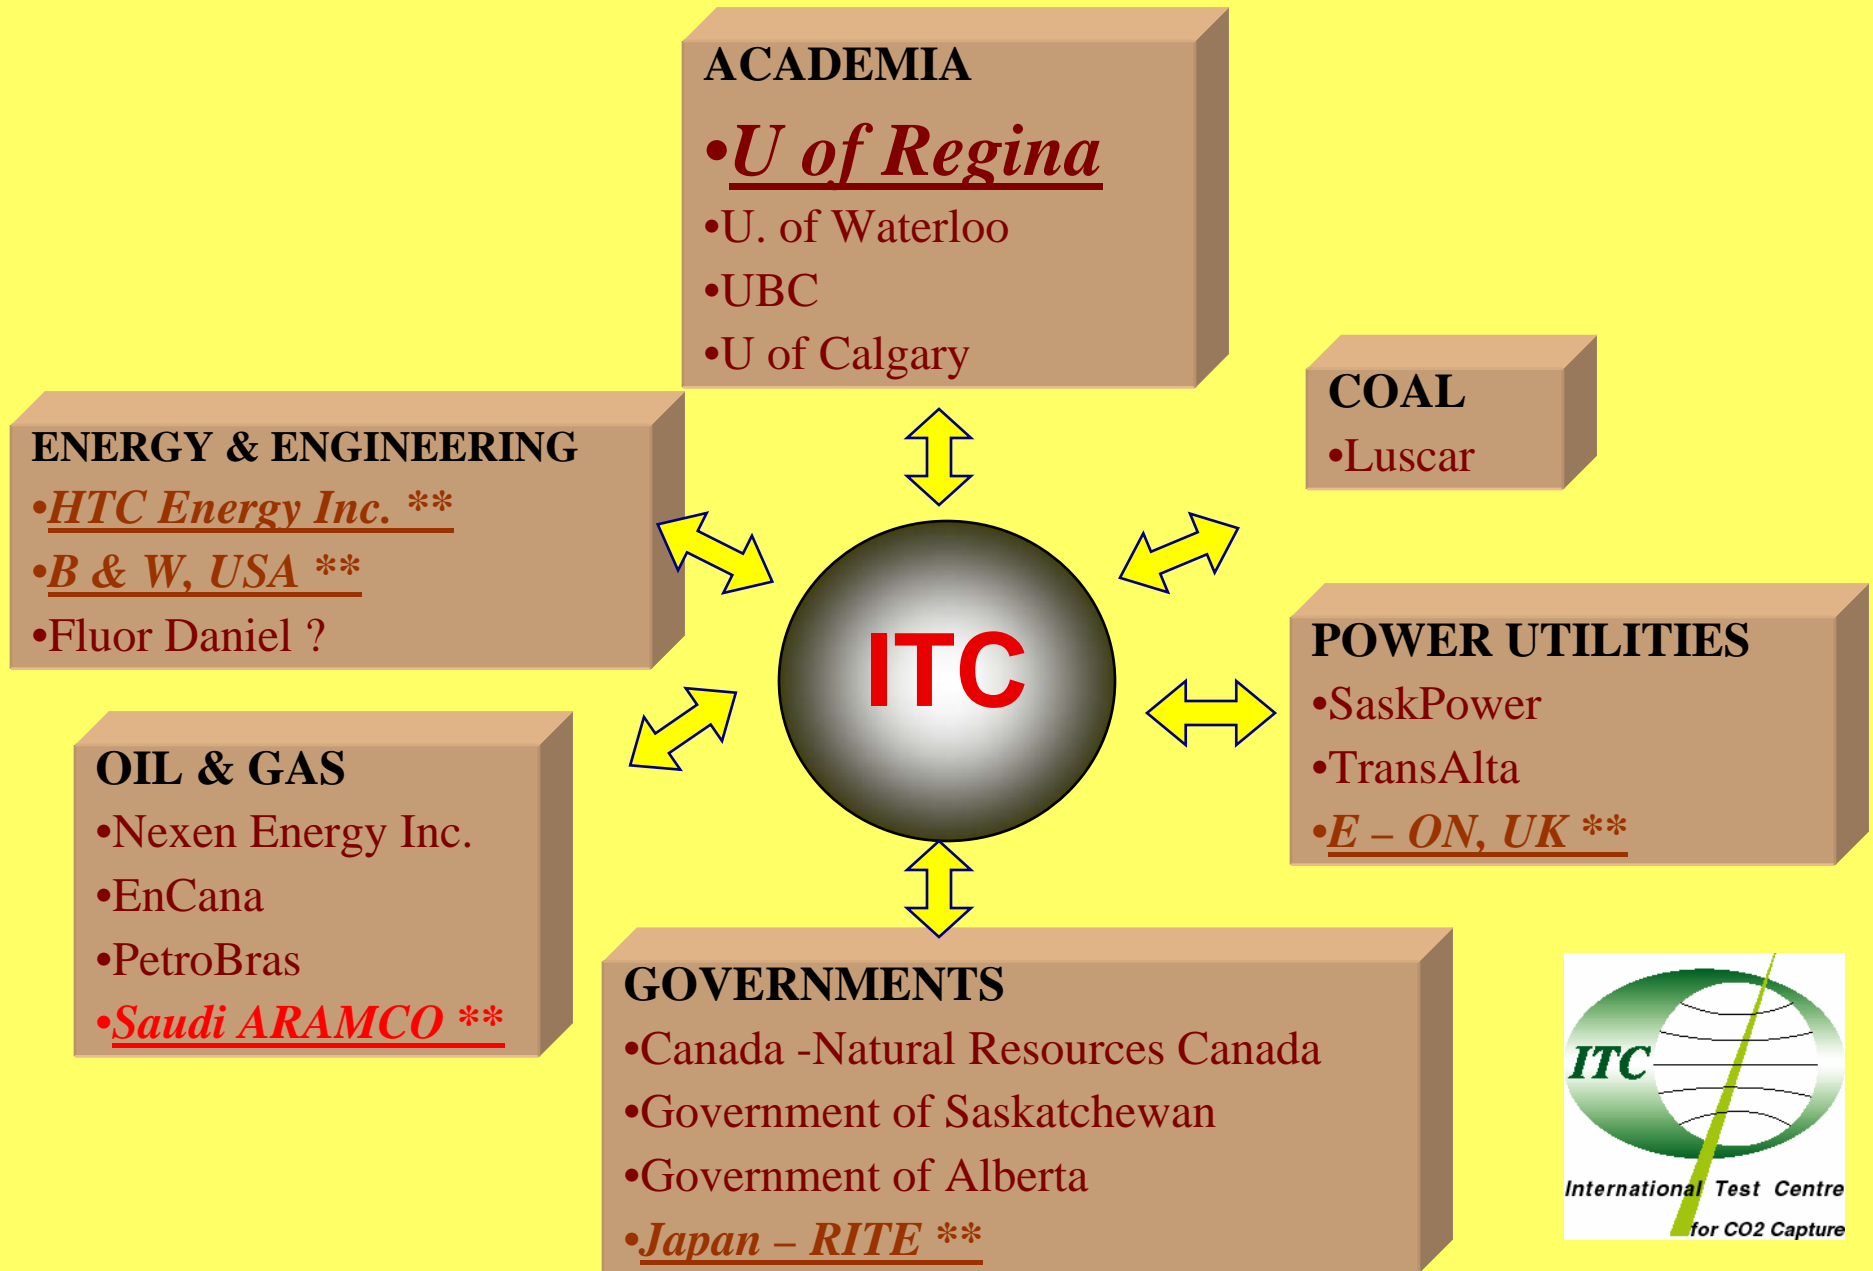 ACADEMIA
•U of Regina
•U. of Waterloo
•UBC
•U of Calgary
COAL
•Luscar
ENERGY & ENGINEERING
•HTC Energy Inc. **
•B & W, USA **
•Fluor Daniel ?
ITC
POWER UTILITIES
•SaskPower
•TransAlta
•E – ON, UK **
OIL & GAS
•Nexen Energy Inc.
•EnCana
•PetroBras
•Saudi ARAMCO **
GOVERNMENTS
•Canada -Natural Resources Canada
•Government of Saskatchewan
•Government of Alberta
•Japan – RITE **
ITC
International Test Centre
for CO2 Capture